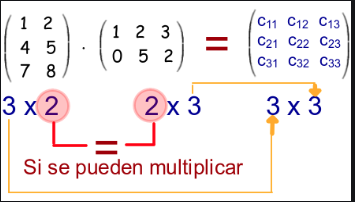 1 2 c₁₁ c₁₂ c₁₃
4 5 · 1 2 3 = c₂₁ c₂₂ c₂₃
7 8 0 5 2 c₃₁ c₃₂ c₃₃
3 x 2 2 x 3 3 x 3
=
Si se pueden multiplicar